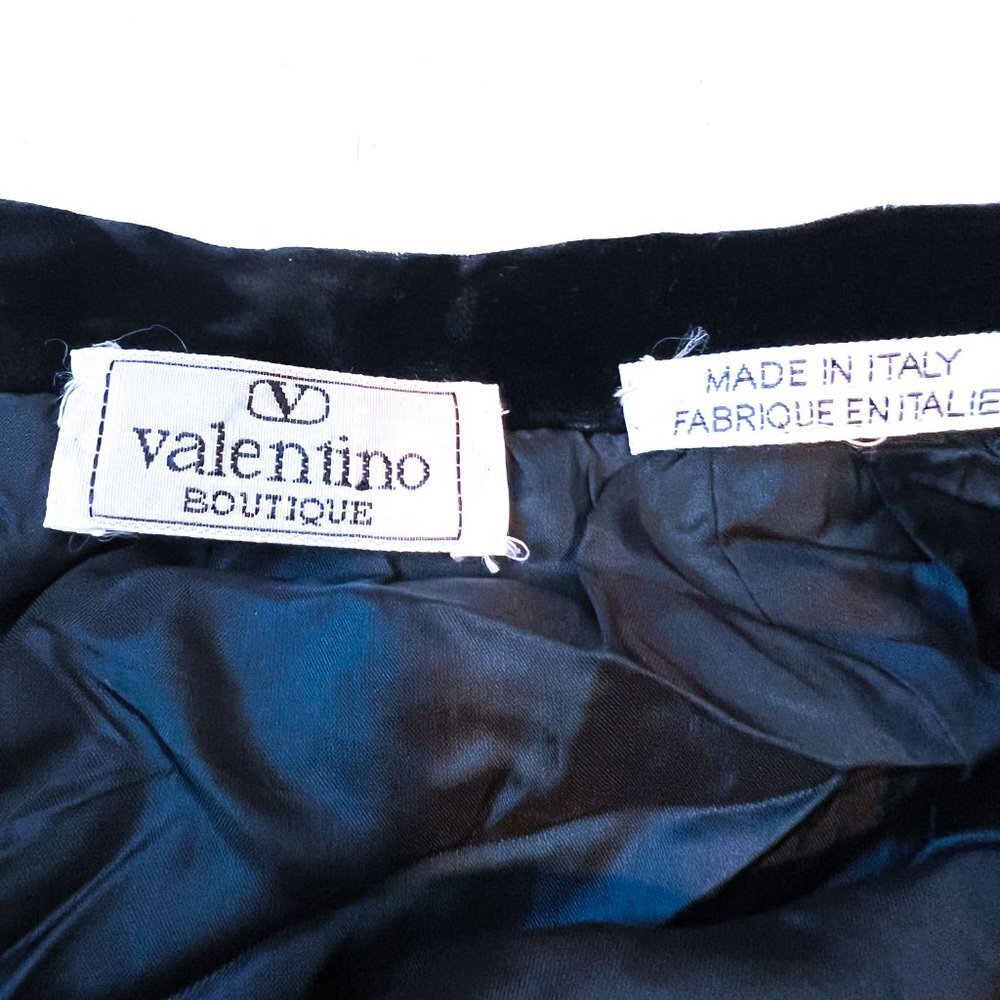 V
valentino
BOUTIQUE
MADE IN ITALY
FABRIQUE EN ITALIE